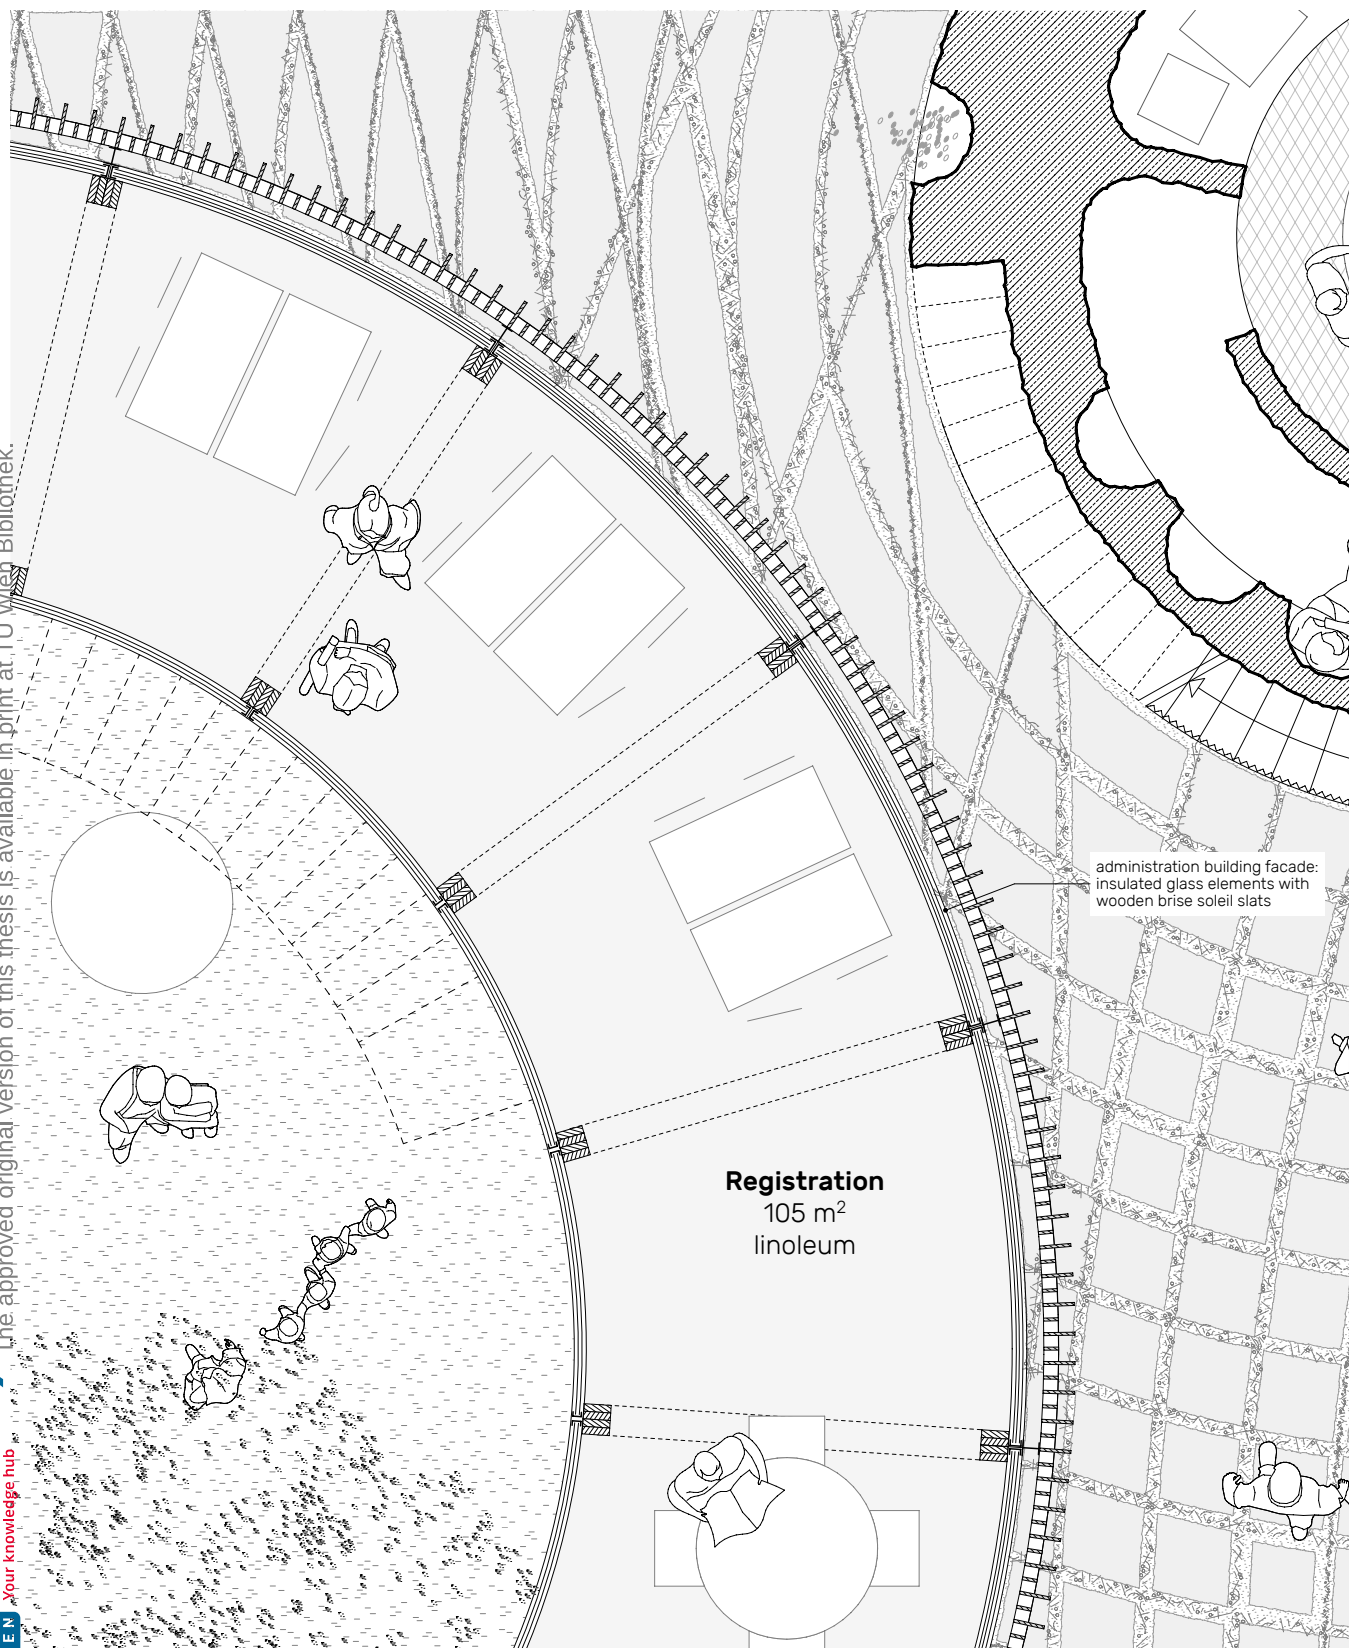 administration building facade:
insulated glass elements with
wooden brise soleil slats
Registration
105 m²
linoleum
The approved original version of this thesis is available in print at TU Wien Bibliothek.
Your knowledge hub
E N